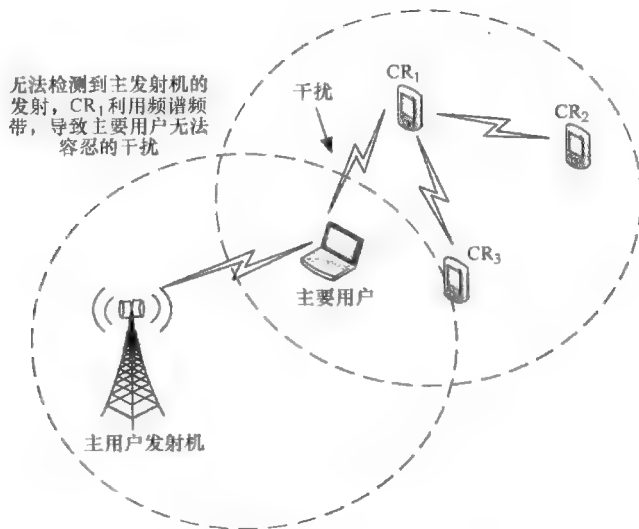 无法检测到主发射机的
发射，CR₁利用频谱频
带，导致主要用户无法
容忍的干扰
干扰
CR₁
CR₂
CR₃
主要用户
主用户发射机